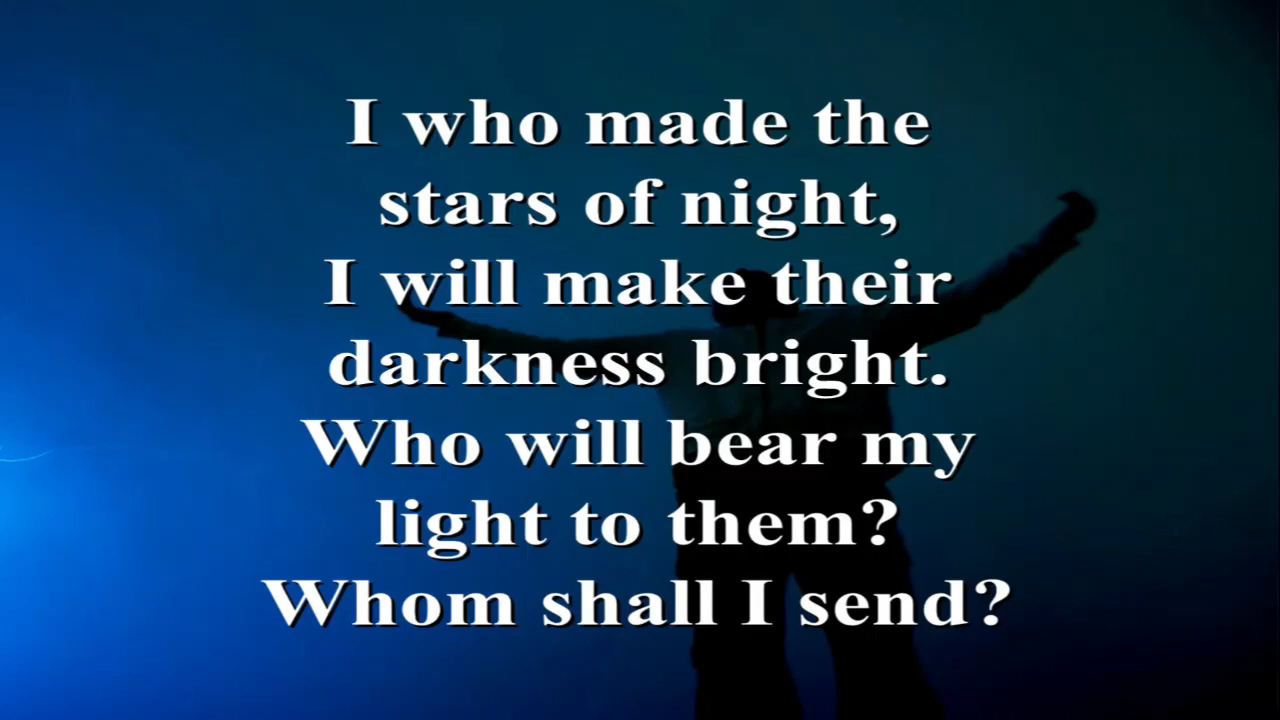 I who made the
stars of night,
I will make their
darkness bright.
Who will bear my
light to them?
Whom shall I send?